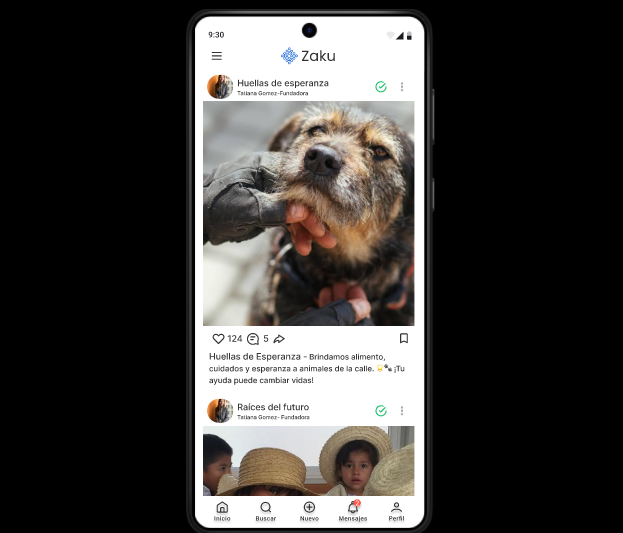 9:30
Zaku
Huellas de esperanza
Tatiana Gomez-Fundadora
124
5
Huellas de Esperanza - Brindamos alimento,
cuidados y esperanza a animales de la calle. 💡🐾 ¡Tu
ayuda puede cambiar vidas!
Raíces del futuro
Tatiana Gomez- Fundadora
2
Inicio
Buscar
Nuevo
Mensajes
Perfil